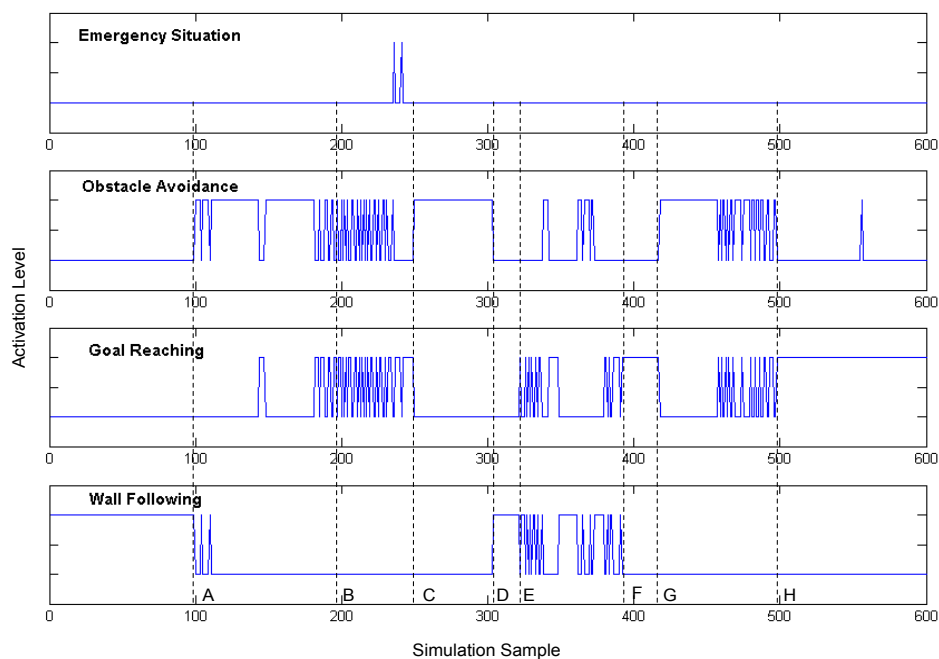 Emergency Situation
0 100 200 300 400 500 600
Obstacle Avoidance
0 100 200 300 400 500 600
Goal Reaching
0 100 200 300 400 500 600
Wall Following
A B C D E F G H
0 100 200 300 400 500 600
Activation Level
Simulation Sample